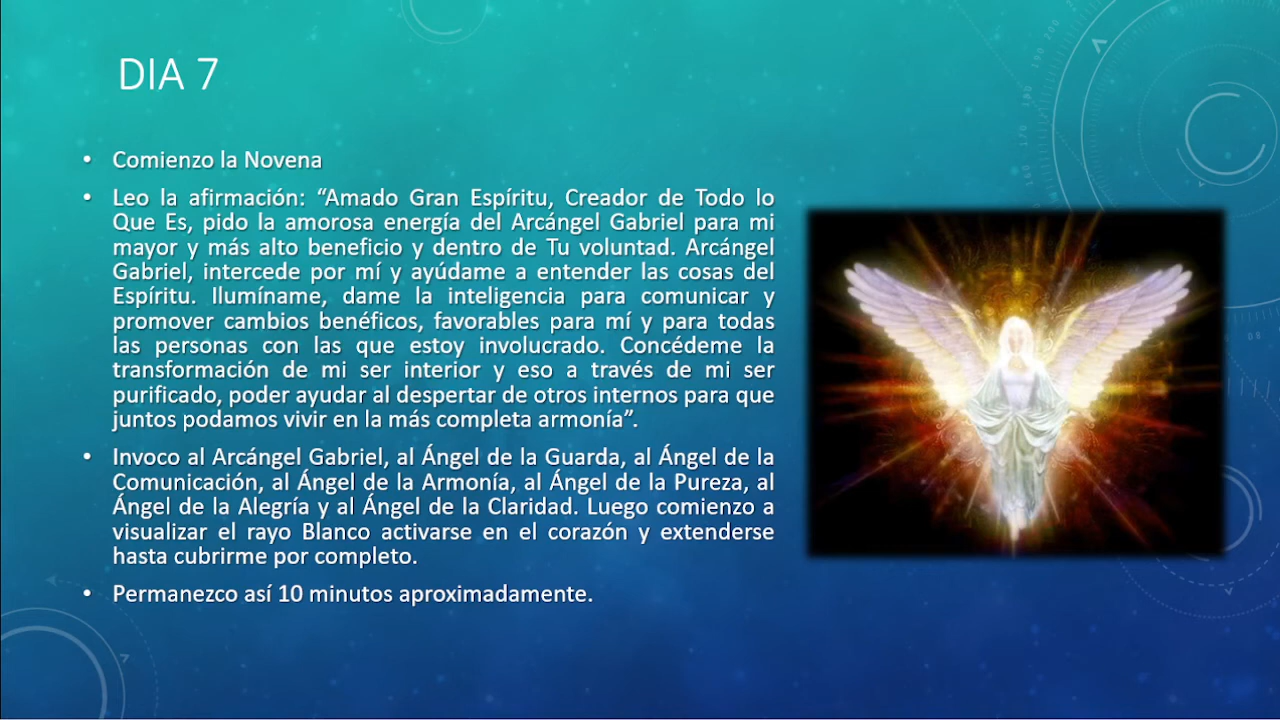 DIA 7
• Comienzo la Novena
• Leo la afirmación: “Amado Gran Espíritu, Creador de Todo lo
Que Es, pido la amorosa energía del Arcángel Gabriel para mi
mayor y más alto beneficio y dentro de Tu voluntad. Arcángel
Gabriel, intercede por mí y ayúdame a entender las cosas del
Espíritu. Ilumíname, dame la inteligencia para comunicar y
promover cambios benéficos, favorables para mí y para todas
las personas con las que estoy involucrado. Concédeme la
transformación de mi ser interior y eso a través de mi ser
purificado, poder ayudar al despertar de otros internos para que
juntos podamos vivir en la más completa armonía”.
• Invoco al Arcángel Gabriel, al Ángel de la Guarda, al Ángel de la
Comunicación, al Ángel de la Armonía, al Ángel de la Pureza, al
Ángel de la Alegría y al Ángel de la Claridad. Luego comienzo a
visualizar el rayo Blanco activarse en el corazón y extenderse
hasta cubrirme por completo.
• Permanezco así 10 minutos aproximadamente.